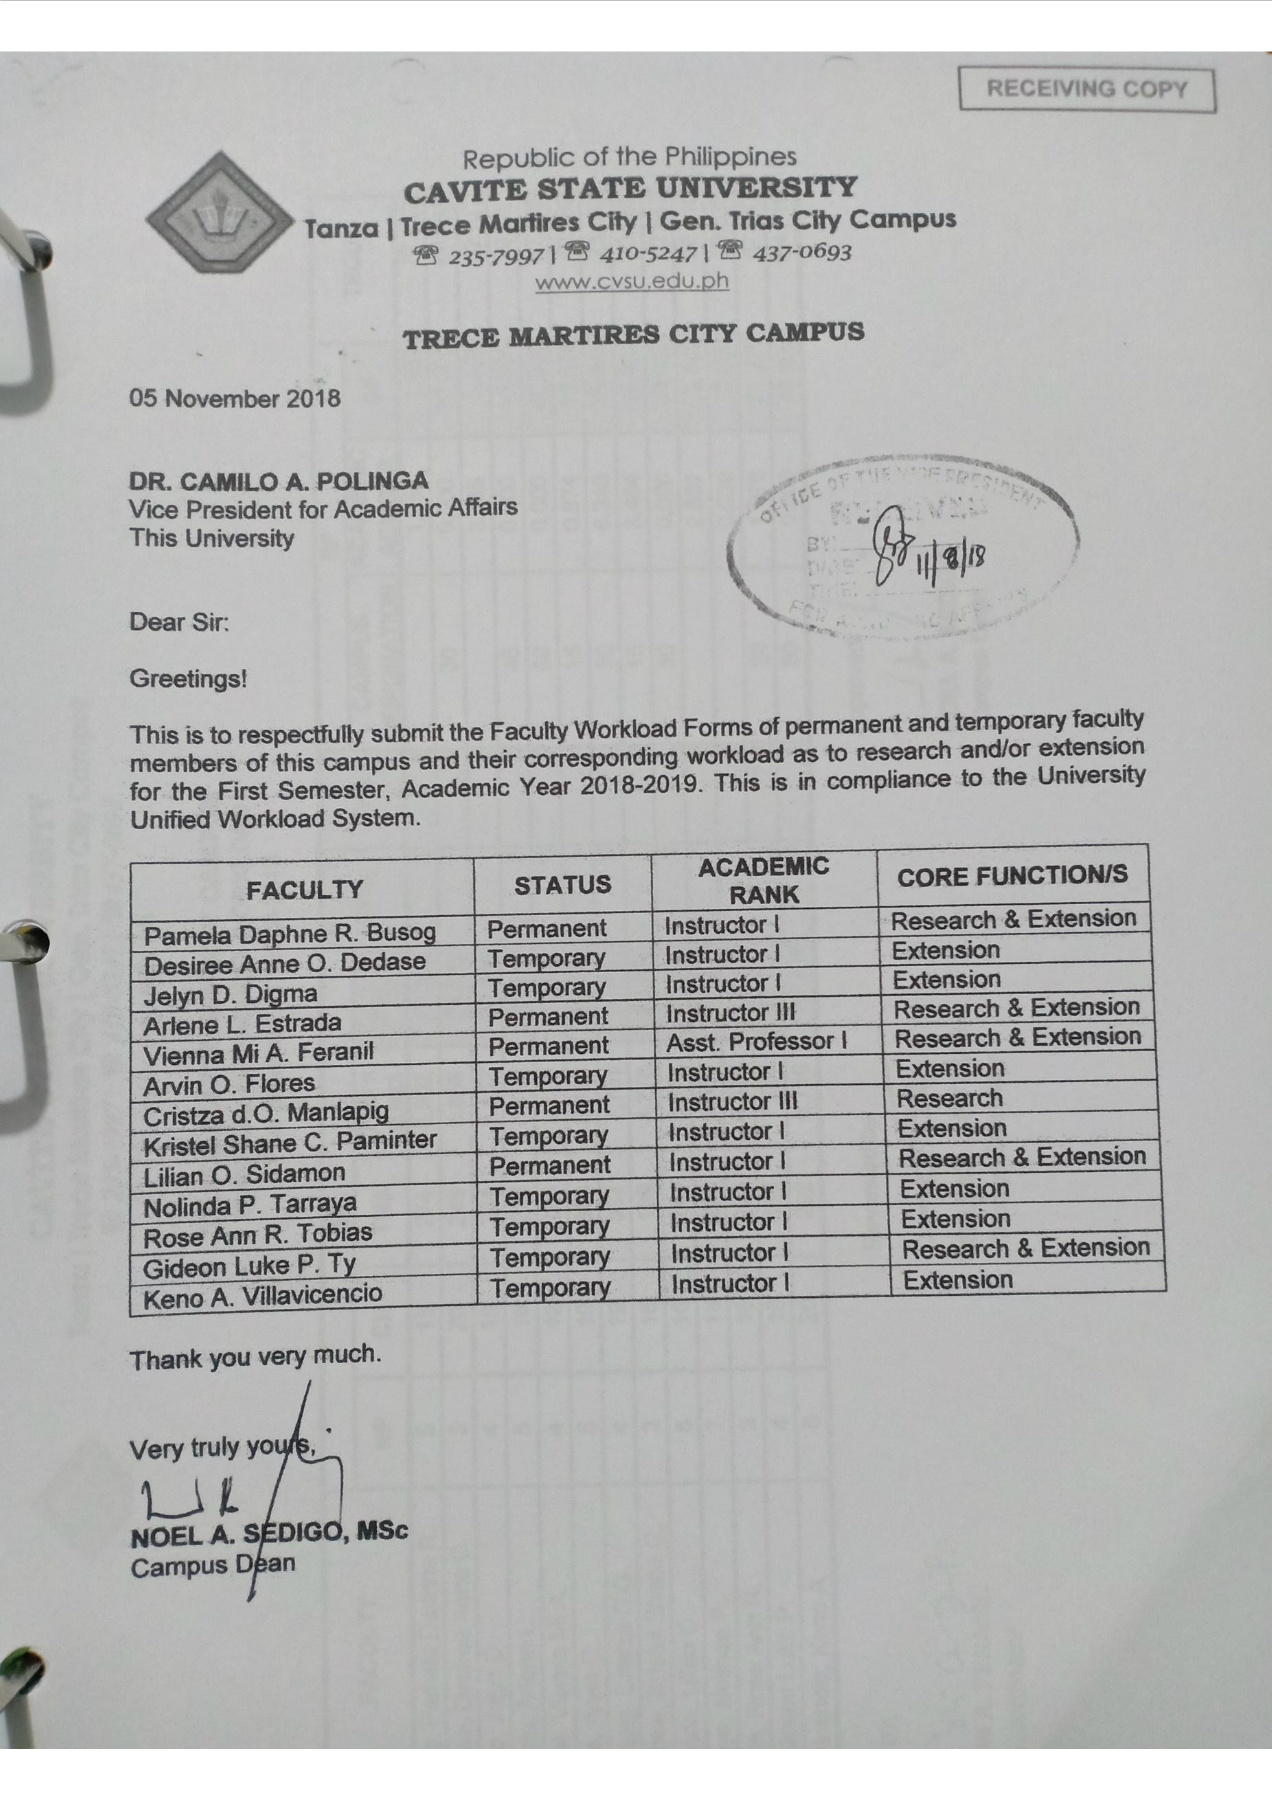 RECEIVING COPY
Republic of the Philippines
CAVITE STATE UNIVERSITY
Tanza | Trece Martires City | Gen. Trias City Campus
☎ 235-7997 | ☎ 410-5247 | ☎ 437-0693
www.cvsu.edu.ph
TRECE MARTIRES CITY CAMPUS
05 November 2018
DR. CAMILO A. POLINGA
Vice President for Academic Affairs
This University
OFFICE OF THE VICE PRESIDENT
RECEIVED
BY:
DATE:
11/8/18
TIME:
FOR ACADEMIC AFFAIRS
Dear Sir:
Greetings!
This is to respectfully submit the Faculty Workload Forms of permanent and temporary faculty
members of this campus and their corresponding workload as to research and/or extension
for the First Semester, Academic Year 2018-2019. This is in compliance to the University
Unified Workload System.
FACULTY STATUS ACADEMIC RANK CORE FUNCTION/S
Pamela Daphne R. Busog Permanent Instructor I Research & Extension
Desiree Anne O. Dedase Temporary Instructor I Extension
Jelyn D. Digma Temporary Instructor I Extension
Arlene L. Estrada Permanent Instructor III Research & Extension
Vienna Mi A. Feranil Permanent Asst. Professor I Research & Extension
Arvin O. Flores Temporary Instructor I Extension
Cristza d.O. Manlapig Permanent Instructor III Research
Kristel Shane C. Paminter Temporary Instructor I Extension
Lilian O. Sidamon Permanent Instructor I Research & Extension
Nolinda P. Tarraya Temporary Instructor I Extension
Rose Ann R. Tobias Temporary Instructor I Extension
Gideon Luke P. Ty Temporary Instructor I Research & Extension
Keno A. Villavicencio Temporary Instructor I Extension
Thank you very much.
Very truly yours,
NOEL A. SEDIGO, MSc
Campus Dean